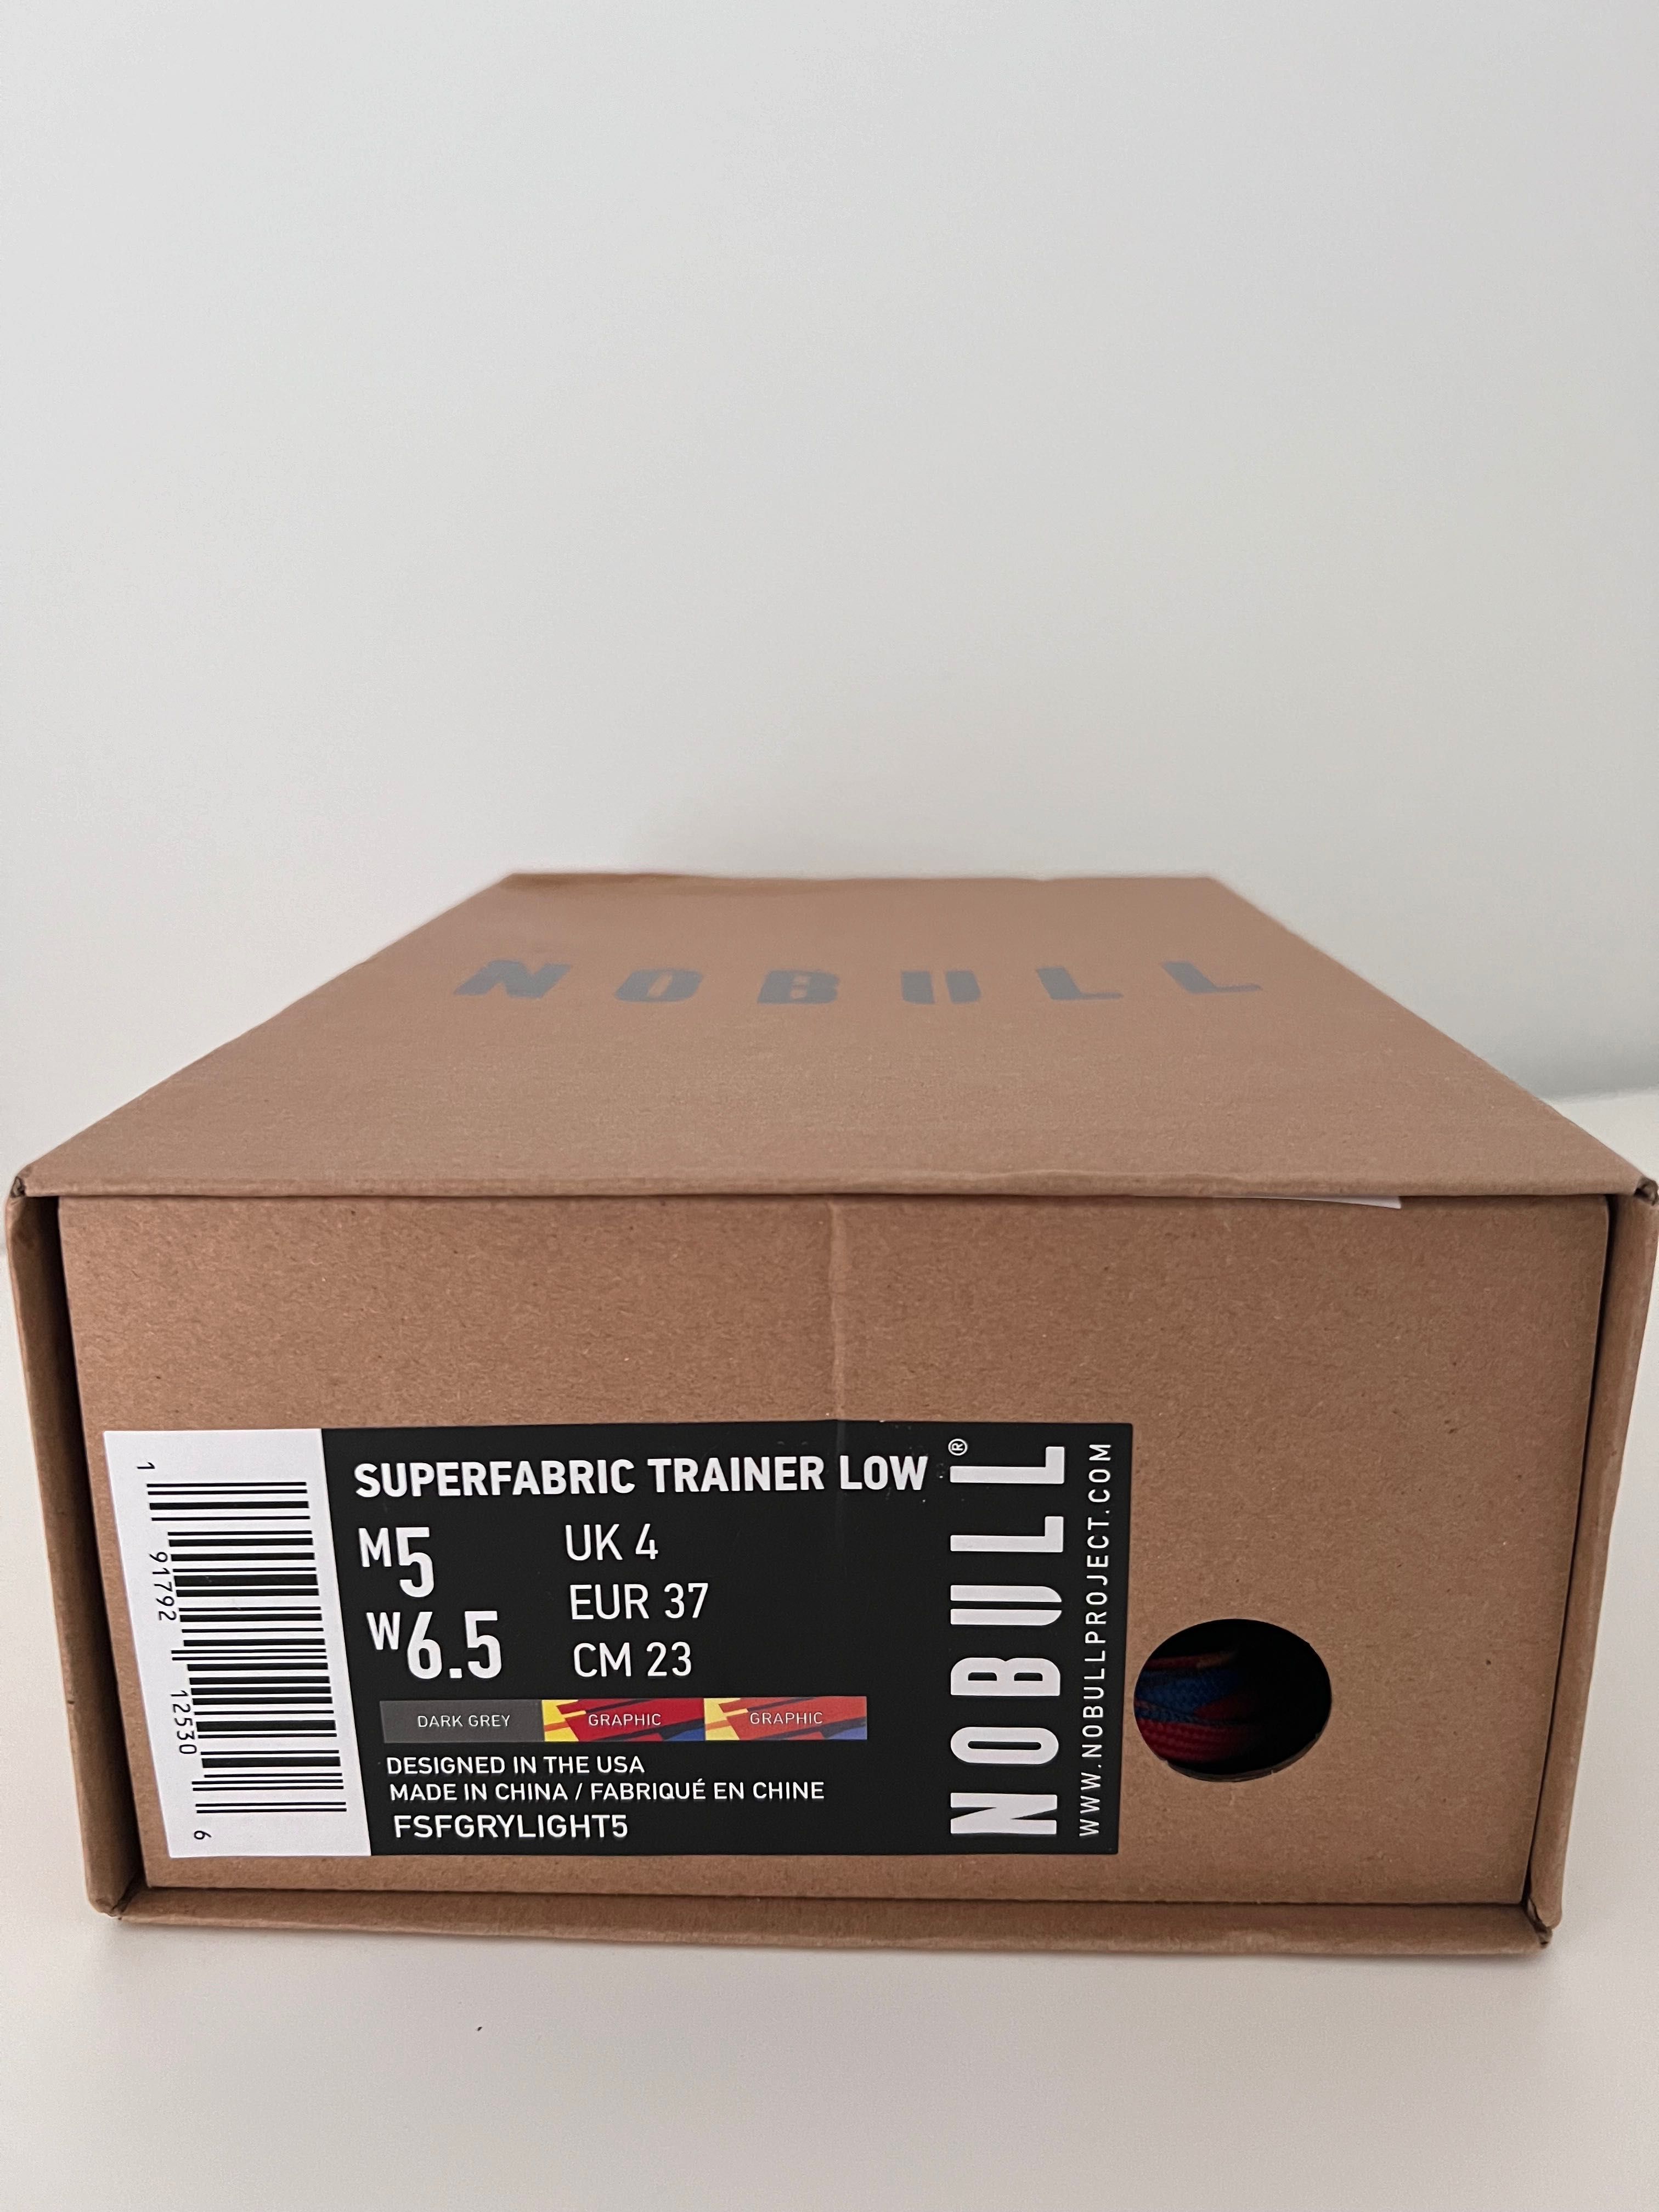 NOBULL
SUPERFABRIC TRAINER LOW
M5
W6.5
UK 4
EUR 37
CM 23
DARK GREY
GRAPHIC
GRAPHIC
DESIGNED IN THE USA
MADE IN CHINA / FABRIQUÉ EN CHINE
FSFGRYLIGHT5
NOBULL®
WWW.NOBULLPROJECT.COM
1 91792 12530 6